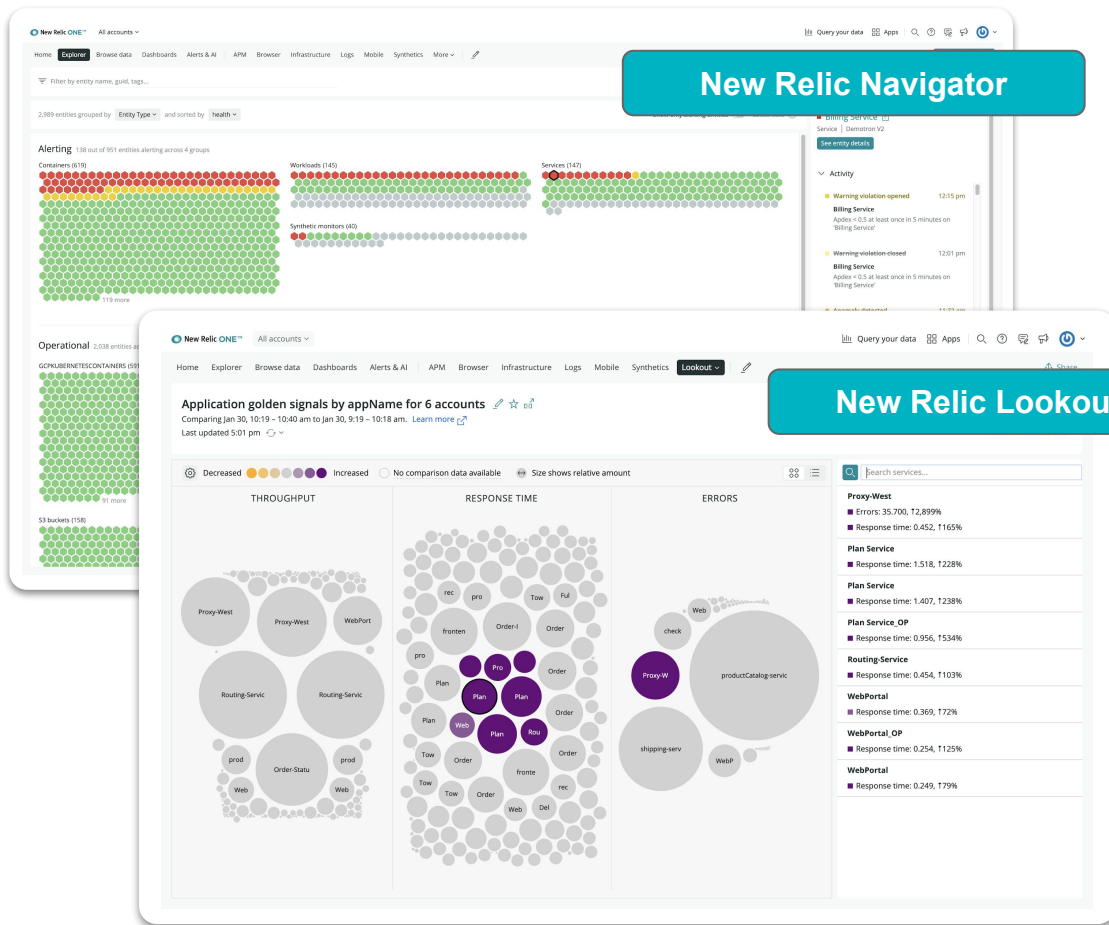 New Relic ONE™ All accounts
Query your data Apps
Home Explorer Browse data Dashboards Alerts & AI APM Browser Infrastructure Logs Mobile Synthetics More
New Relic Navigator
Filter by entity name, guid, tags...
2,989 entities grouped by Entity Type and sorted by health
Billing Service
Service Demotron V2
See entity details
Activity
Warning violation opened 12:15 pm
Billing Service
Apdex < 0.5 at least once in 5 minutes on
'Billing Service'
Warning violation closed 12:01 pm
Billing Service
Apdex < 0.5 at least once in 5 minutes on
'Billing Service'
Alerting 138 out of 951 entities alerting across 4 groups
Containers (619)
119 more
Workloads (145)
Services (147)
Synthetic monitors (40)
Operational 2,038 entities
91 more
S3 buckets (158)
New Relic ONE™ All accounts
Query your data Apps
Home Explorer Browse data Dashboards Alerts & AI APM Browser Infrastructure Logs Mobile Synthetics Lookout
New Relic Lookou
Application golden signals by appName for 6 accounts
Comparing Jan 30, 10:19 – 10:40 am to Jan 30, 9:19 – 10:18 am. Learn more
Last updated 5:01 pm
Decreased Increased No comparison data available Size shows relative amount
THROUGHPUT
Proxy-West
Proxy-West
WebPort
Routing-Servic
Routing-Servic
prod
Order-Statu
prod
Web
Web
RESPONSE TIME
rec
pro
Tow
Ful
fronten
Order-I
Order
pro
Pro
Order
Plan
Plan
Plan
Order
Plan
Web
Plan
Rou
Tow
Order
Order
fronte
Tow
Tow
Order
rec
Web
Del
ERRORS
Web
check
Proxy-W
productCatalog-servic
shipping-serv
WebP
Search services...
Proxy-West
Errors: 35.700, ↑2,899%
Response time: 0.452, ↑165%
Plan Service
Response time: 1.518, ↑228%
Plan Service
Response time: 1.407, ↑238%
Plan Service_OP
Response time: 0.956, ↑534%
Routing-Service
Response time: 0.454, ↑103%
WebPortal
Response time: 0.369, ↑72%
WebPortal_OP
Response time: 0.254, ↑125%
WebPortal
Response time: 0.249, ↑79%